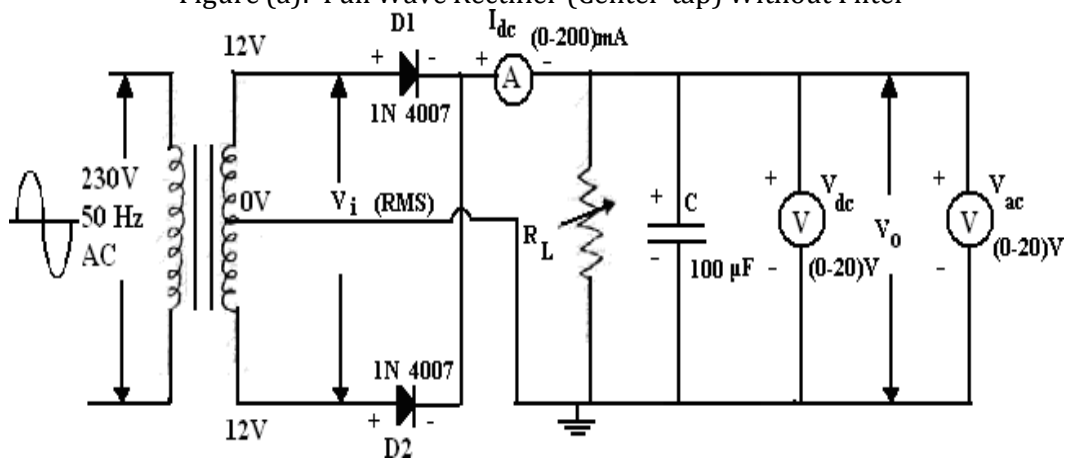 Figure (a): Full Wave Rectifier (Center-tap) Without Filter
12V
D1
+ -
1N 4007
I dc
(0-200)mA
+ -
A
230V
50 Hz
AC
0V
V i (RMS)
R L
+ C
-
100 μF
+ V dc
V
- (0-20)V
V o
+ V ac
V
- (0-20)V
1N 4007
12V
+ -
D2